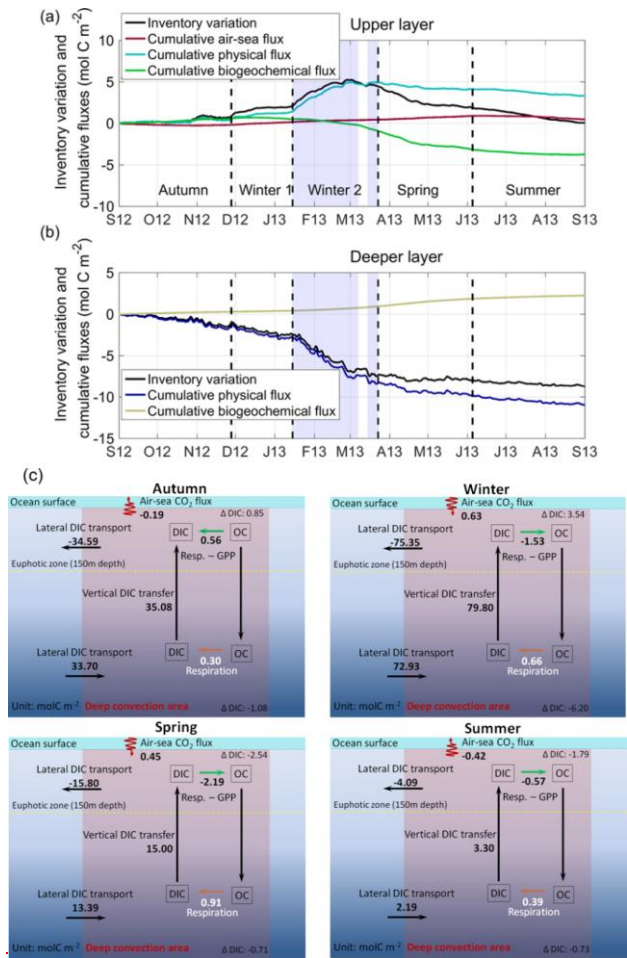 (a)
Upper layer
Inventory variation and
cumulative fluxes (mol C m-2)
10
5
0
-5
-10
Inventory variation
Cumulative air-sea flux
Cumulative physical flux
Cumulative biogeochemical flux
Autumn
Winter 1
Winter 2
Spring
Summer
S12 O12 N12 D12 J13 F13 M13 A13 M13 J13 J13 A13 S13
(b)
Deeper layer
Inventory variation and
cumulative fluxes (mol C m-2)
5
0
-5
-10
-15
Inventory variation
Cumulative physical flux
Cumulative biogeochemical flux
S12 O12 N12 D12 J13 F13 M13 A13 M13 J13 J13 A13 S13
(c)
Autumn
Ocean surface
Air-sea CO2 flux
-0.19
Δ DIC: 0.85
Lateral DIC transport
-34.59
DIC
OC
0.56
Resp. – GPP
Euphotic zone (150m depth)
Vertical DIC transfer
35.08
Lateral DIC transport
33.70
DIC
OC
0.30
Respiration
Unit: molC m-2
Deep convection area
Δ DIC: -1.08
Winter
Ocean surface
Air-sea CO2 flux
0.63
Δ DIC: 3.54
Lateral DIC transport
-75.35
DIC
OC
-1.53
Resp. – GPP
Euphotic zone (150m depth)
Vertical DIC transfer
79.80
Lateral DIC transport
72.93
DIC
OC
0.66
Respiration
Unit: molC m-2
Deep convection area
Δ DIC: -6.20
Spring
Ocean surface
Air-sea CO2 flux
0.45
Δ DIC: -2.54
Lateral DIC transport
-15.80
DIC
OC
-2.19
Resp. – GPP
Euphotic zone (150m depth)
Vertical DIC transfer
15.00
Lateral DIC transport
13.39
DIC
OC
0.91
Respiration
Unit: molC m-2
Deep convection area
Δ DIC: -0.71
Summer
Ocean surface
Air-sea CO2 flux
-0.42
Δ DIC: -1.79
Lateral DIC transport
-4.09
DIC
OC
-0.57
Resp. – GPP
Euphotic zone (150m depth)
Vertical DIC transfer
3.30
Lateral DIC transport
2.19
DIC
OC
0.39
Respiration
Unit: molC m-2
Deep convection area
Δ DIC: -0.73